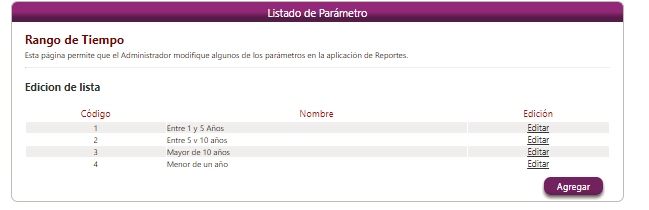 Listado de Parámetro
Rango de Tiempo
Esta página permite que el Administrador modifique algunos de los parámetros en la aplicación de Reportes.
Edicion de lista
Código Nombre Edición
1 Entre 1 y 5 Años Editar
2 Entre 5 y 10 años Editar
3 Mayor de 10 años Editar
4 Menor de un año Editar
Agregar